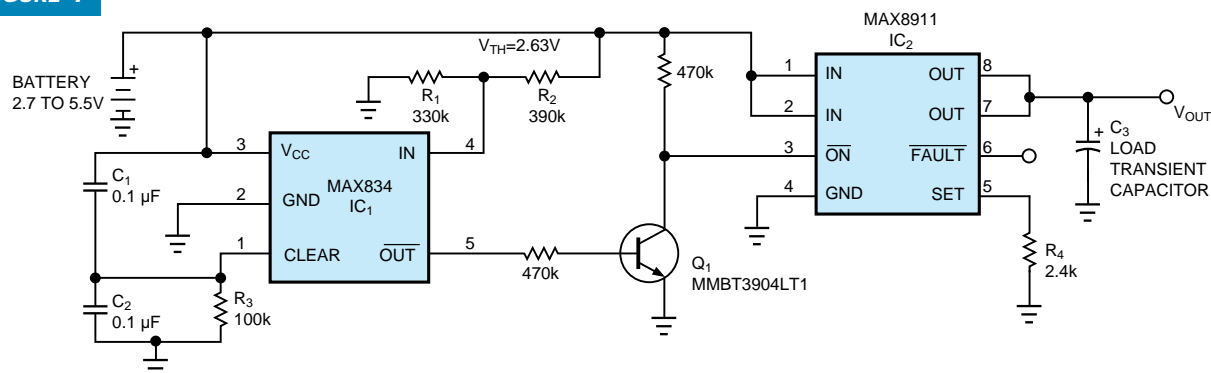 BATTERY
2.7 TO 5.5V
+
C1
0.1 µF
C2
0.1 µF
R3
100k
VTH=2.63V
R1
330k
R2
390k
3
VCC
IN
4
MAX834
IC1
2
GND
1
CLEAR
OUT
5
470k
470k
Q1
MMBT3904LT1
MAX8911
IC2
1
IN
OUT
8
2
IN
OUT
7
3
ON
FAULT
6
4
GND
SET
5
R4
2.4k
VOUT
+
C3
LOAD
TRANSIENT
CAPACITOR